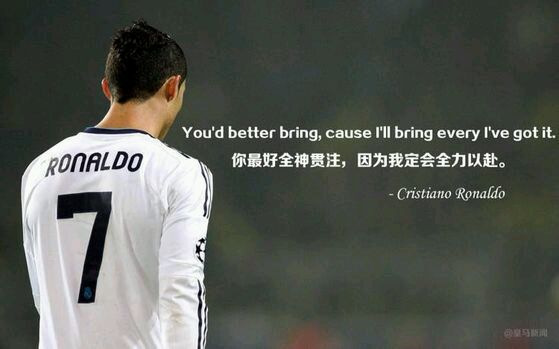 You'd better bring, cause I'll bring every I've got it.
你最好全神贯注，因为我定会全力以赴。
- Cristiano Ronaldo
RONALDO
7
@皇马新闻